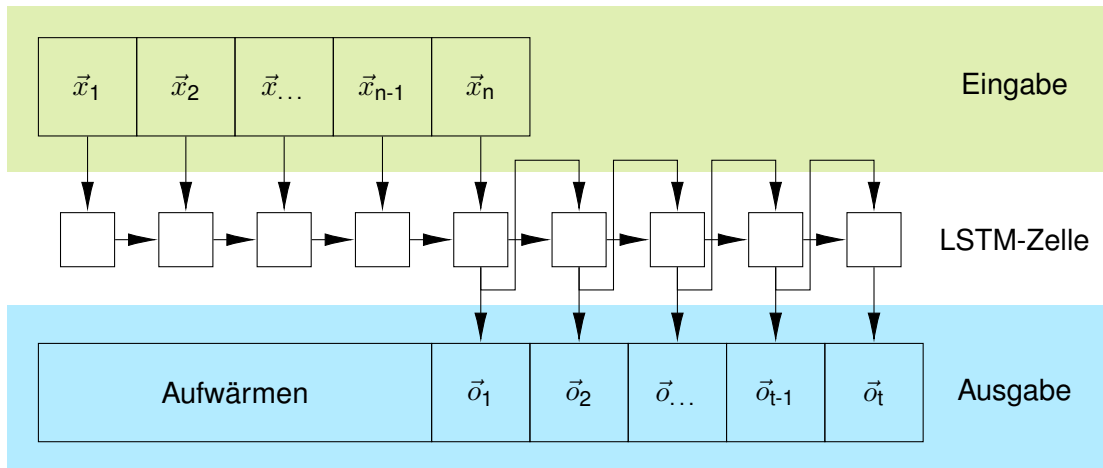 x⃗1 x⃗2 x⃗... x⃗n-1 x⃗n Eingabe
LSTM-Zelle
Aufwärmen o⃗1 o⃗2 o⃗... o⃗t-1 o⃗t Ausgabe